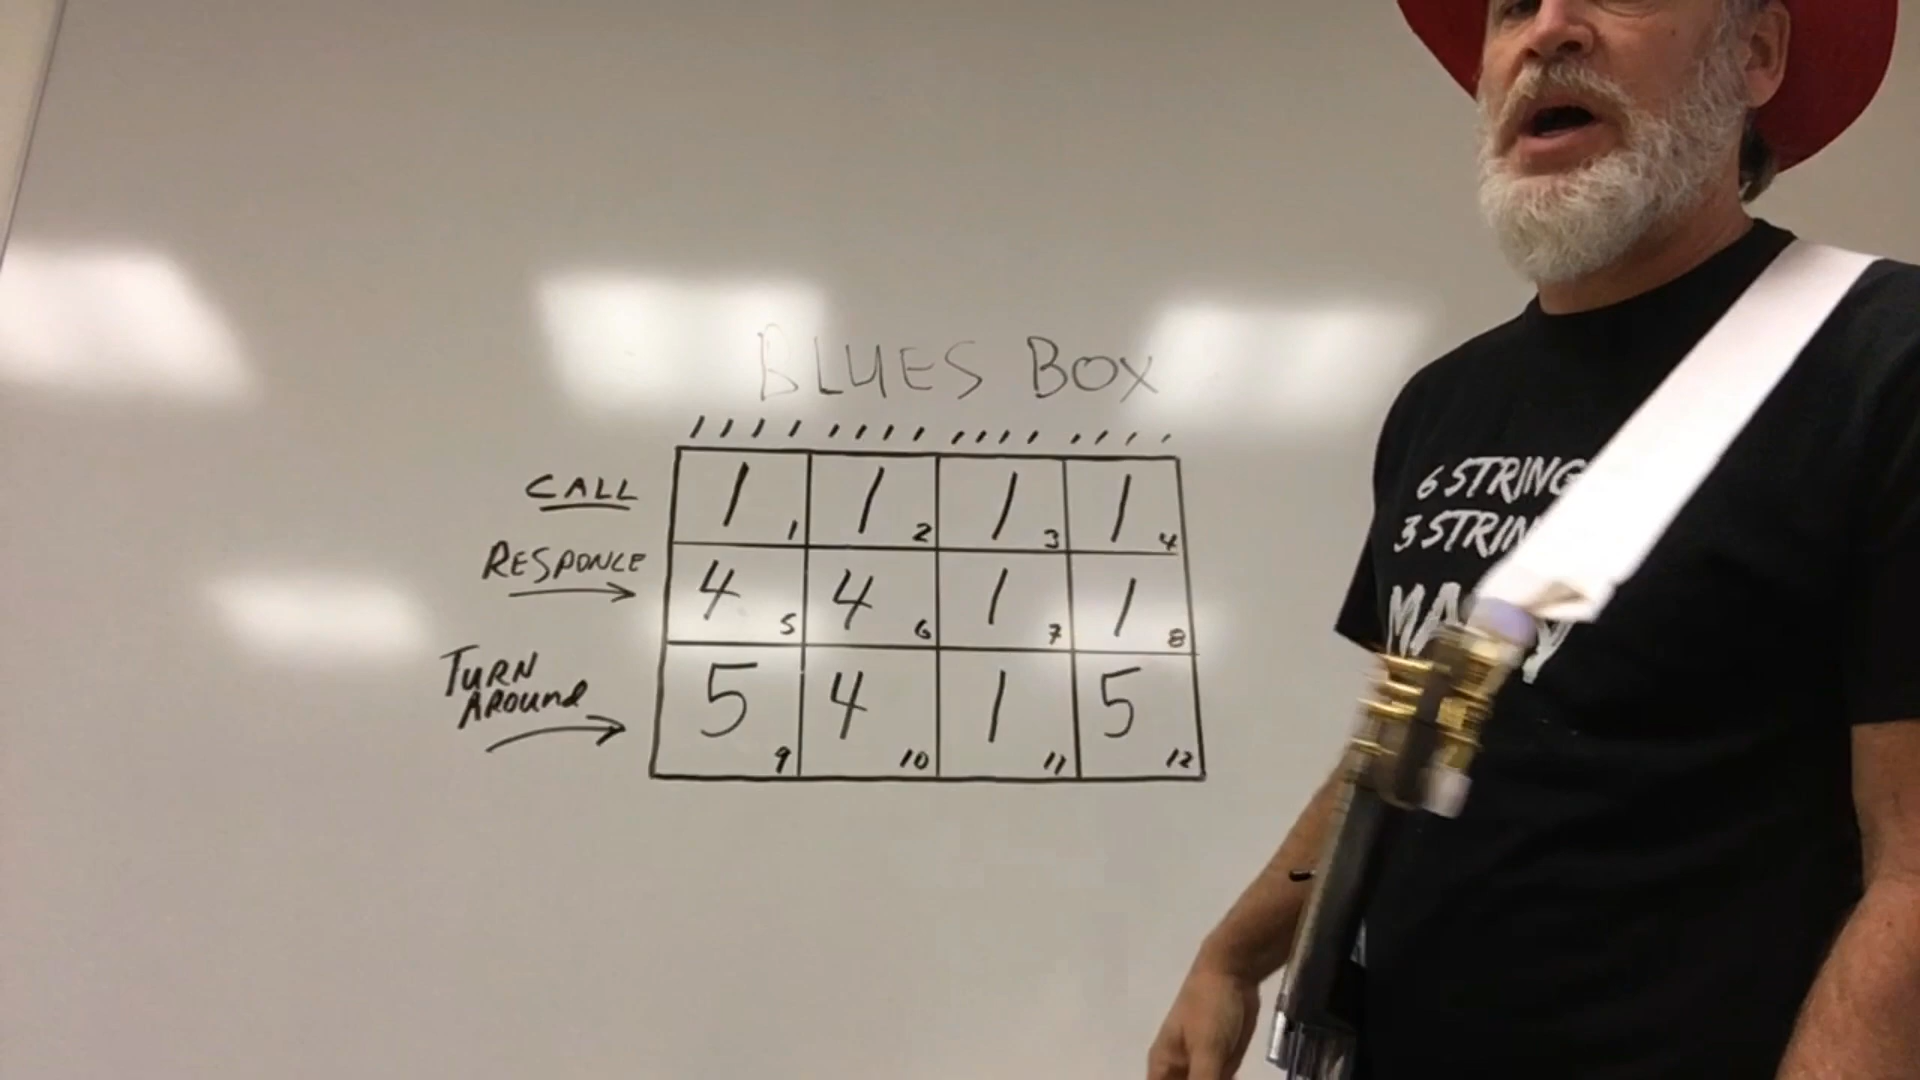 BLUES BOX
CALL
1 1 1 2 1 3 1 4
RESPONCE
4 5 4 6 1 7 1 8
TURN AROUND
5 9 4 10 1 11 5 12
6 STRING
3 STRIN